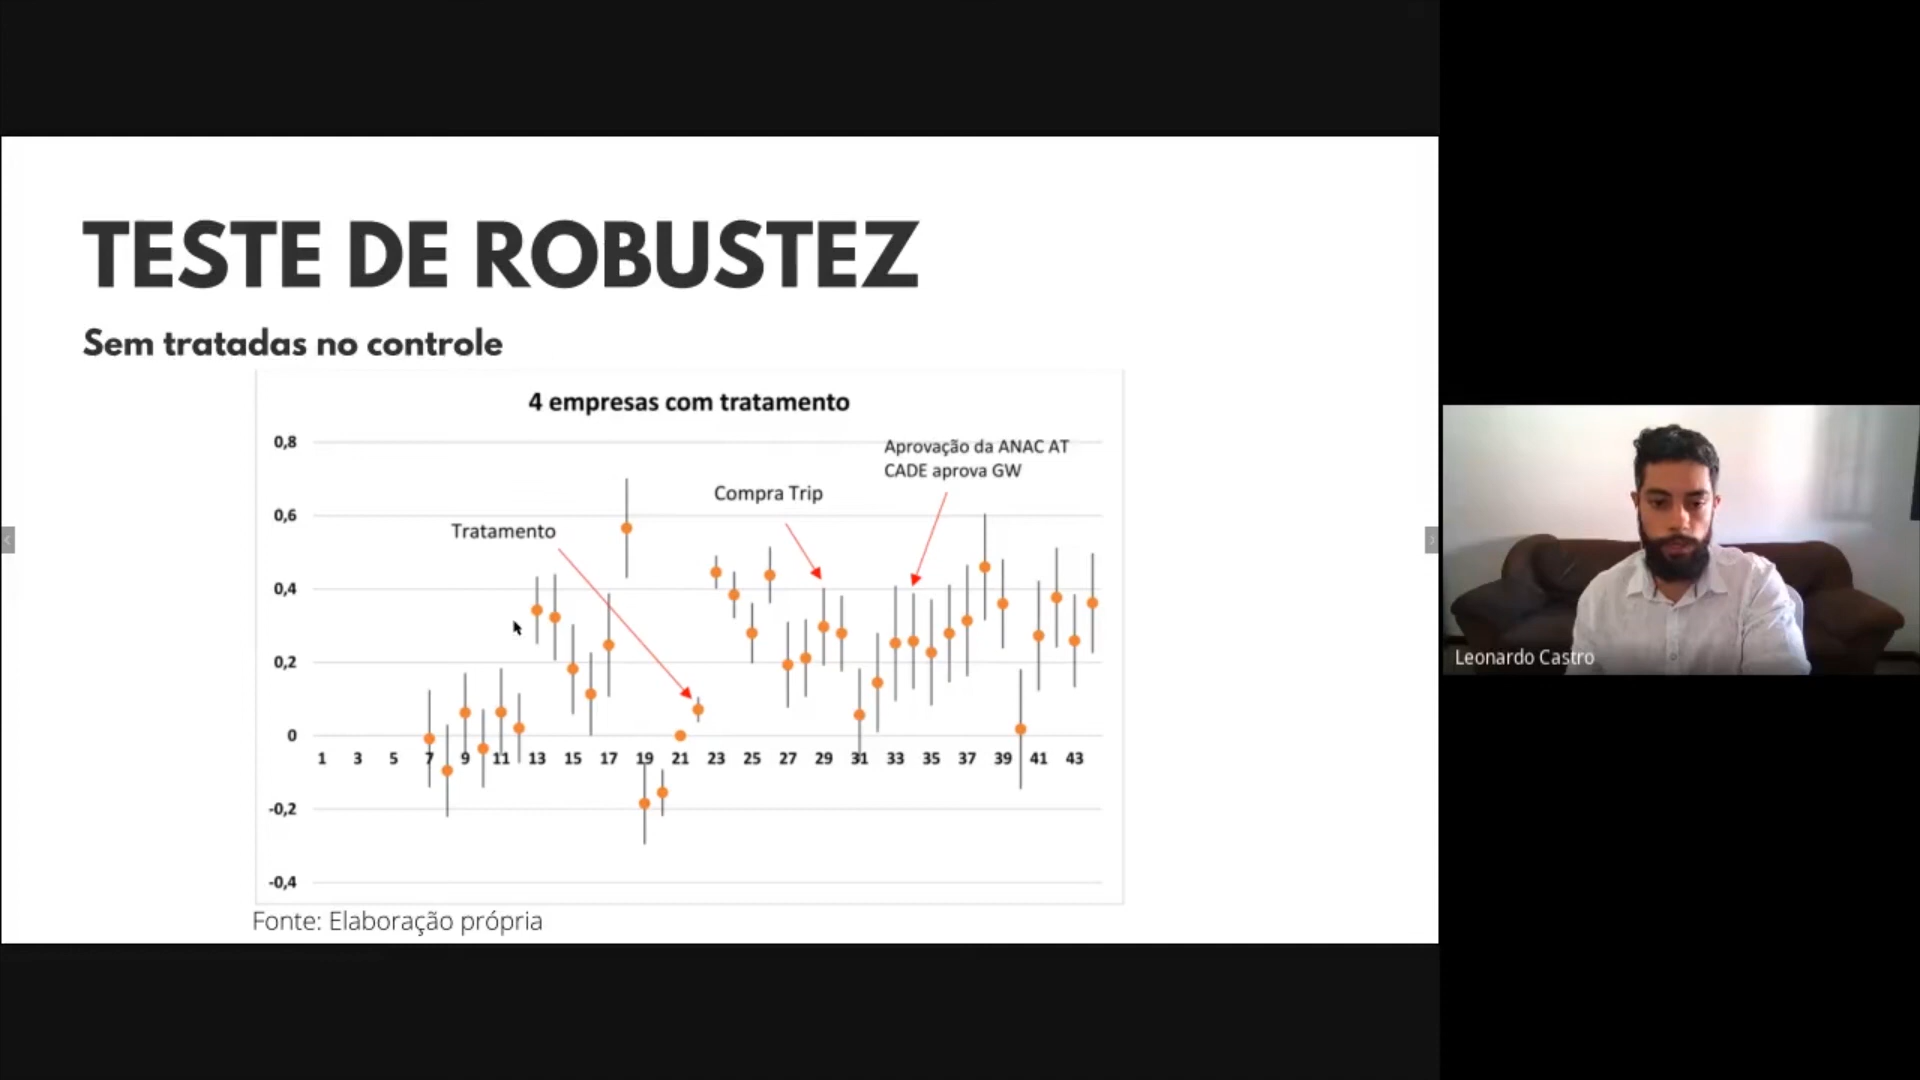 TESTE DE ROBUSTEZ
Sem tratadas no controle
4 empresas com tratamento
0,8
0,6
0,4
0,2
0
-0,2
-0,4
Aprovação da ANAC AT
CADE aprova GW
Compra Trip
Tratamento
1 3 5 7 9 11 13 15 17 19 21 23 25 27 29 31 33 35 37 39 41 43
Fonte: Elaboração própria
Leonardo Castro